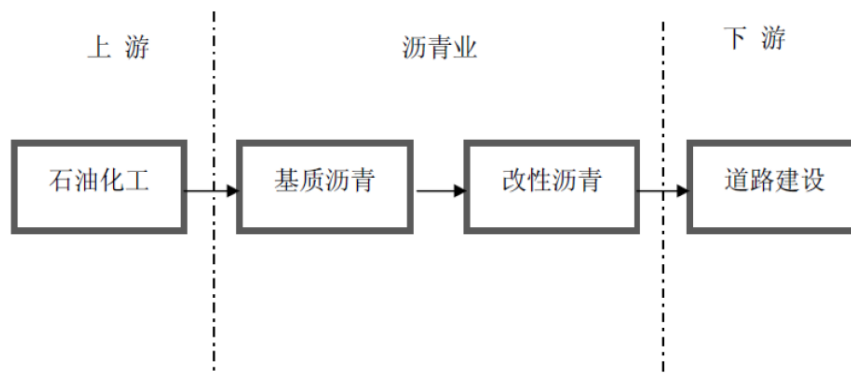 上 游
沥青业
下 游
石油化工
基质沥青
改性沥青
道路建设